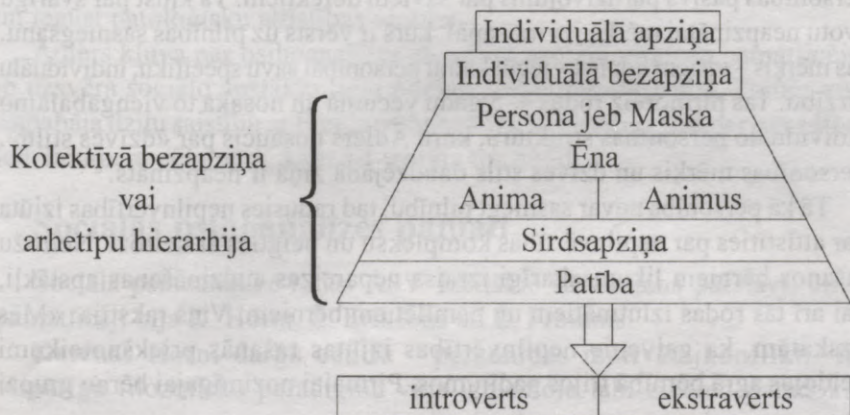 Individuālā apziņa
Individuālā bezapziņa
Persona jeb Maska
Ēna
Kolektīvā bezapziņa
vai
arhetipu hierarhija
Anima Animus
Sirdsapziņa
Patība
introverts ekstraverts